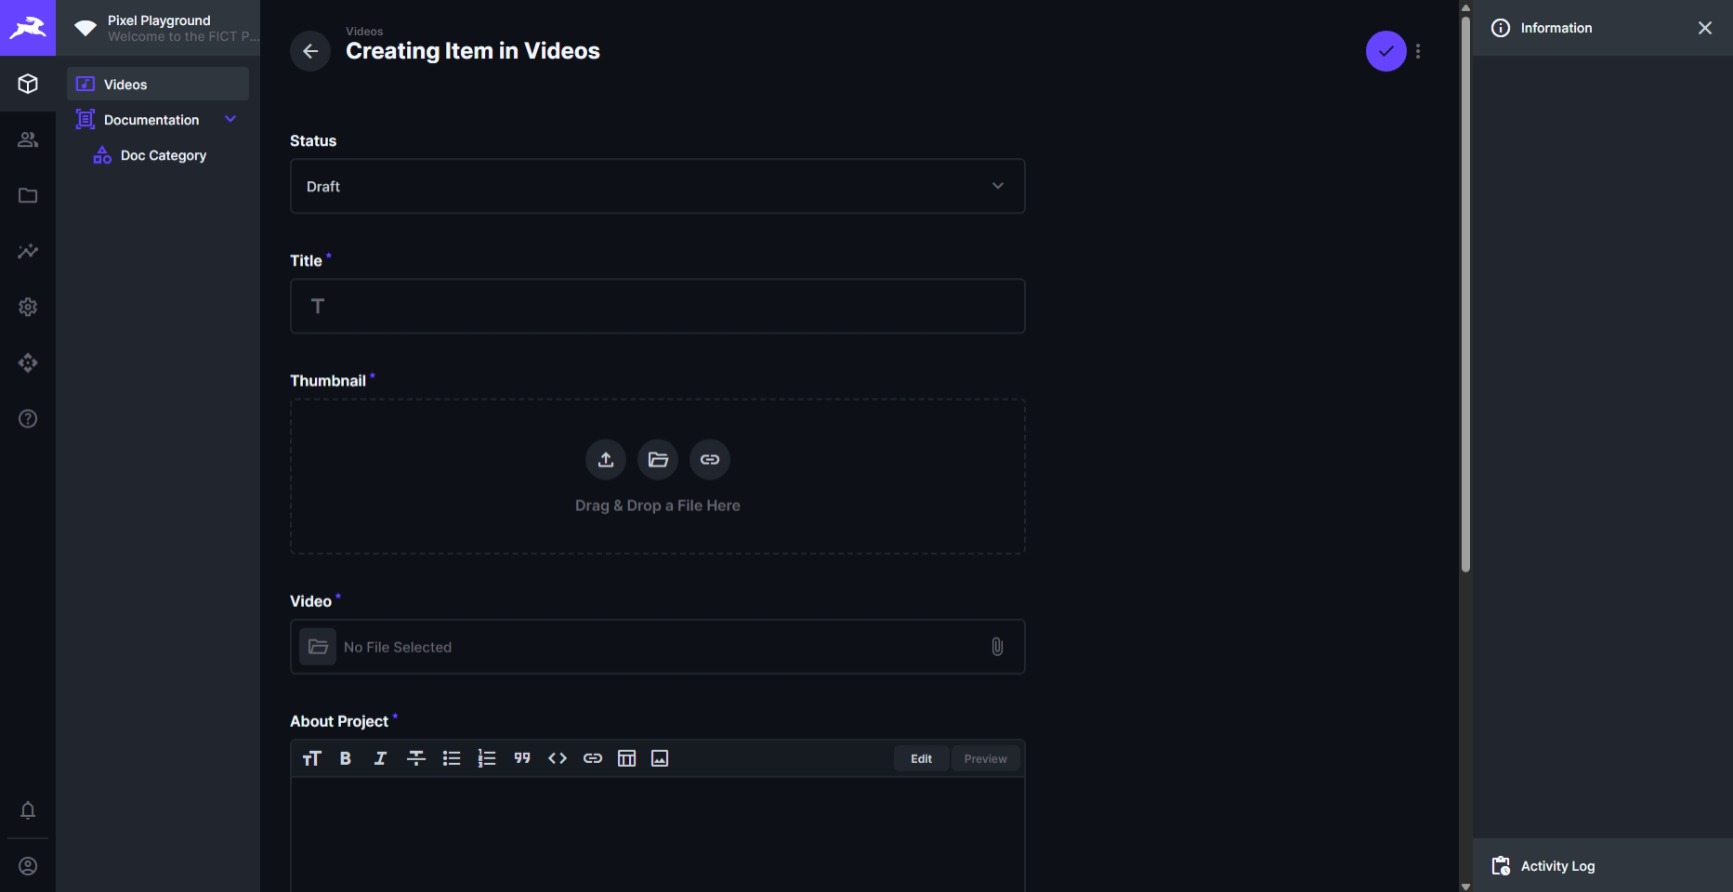 Pixel Playground
Welcome to the FICT P...
Videos
Documentation
Doc Category
Videos
Creating Item in Videos
Status
Draft
Title *
Thumbnail *
Drag & Drop a File Here
Video *
No File Selected
About Project *
Edit
Preview
Information
Activity Log